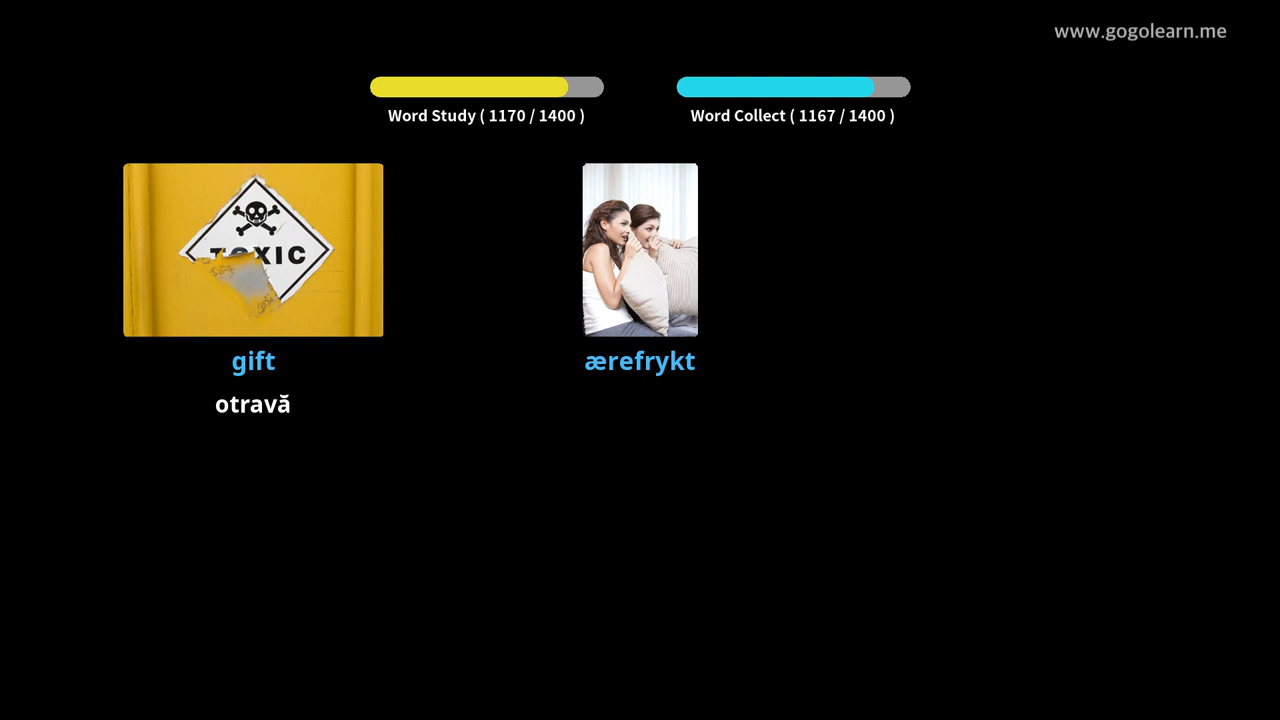 www.gogolearn.me
Word Study ( 1170 / 1400 )
Word Collect ( 1167 / 1400 )
TOXIC
gift
ærefrykt
otravă